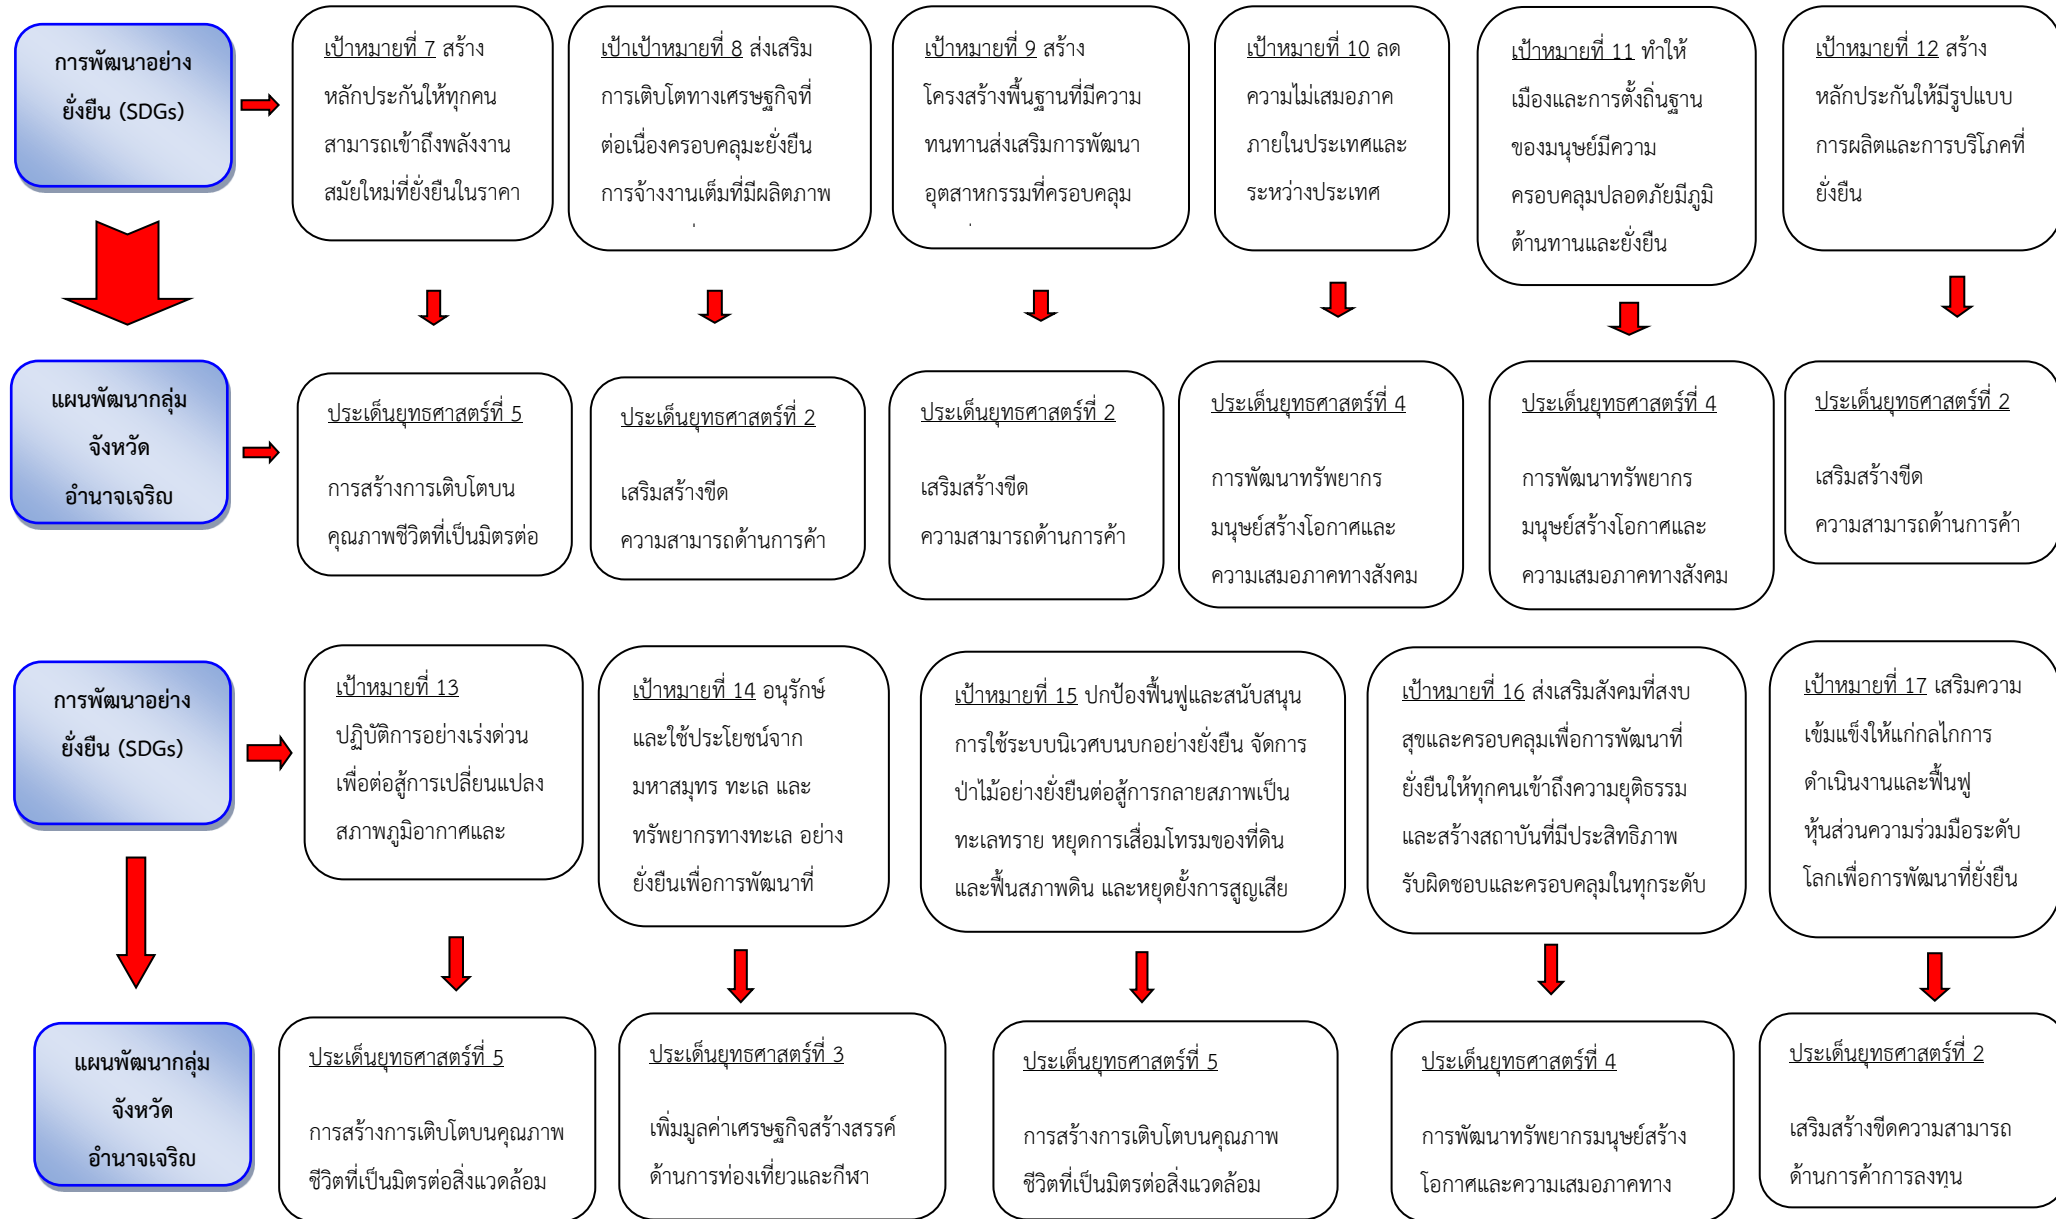 การพัฒนาอย่าง
ยั่งยืน (SDGs)
เป้าหมายที่ 7 สร้าง
หลักประกันให้ทุกคน
สามารถเข้าถึงพลังงาน
สมัยใหม่ที่ยั่งยืนในราคา
เป้าเป้าหมายที่ 8 ส่งเสริม
การเติบโตทางเศรษฐกิจที่
ต่อเนื่องครอบคลุมะยั่งยืน
การจ้างงานเต็มที่มีผลิตภาพ
เป้าหมายที่ 9 สร้าง
โครงสร้างพื้นฐานที่มีความ
ทนทานส่งเสริมการพัฒนา
อุตสาหกรรมที่ครอบคลุม
เป้าหมายที่ 10 ลด
ความไม่เสมอภาค
ภายในประเทศและ
ระหว่างประเทศ
เป้าหมายที่ 11 ทำให้
เมืองและการตั้งถิ่นฐาน
ของมนุษย์มีความ
ครอบคลุมปลอดภัยมีภูมิ
ต้านทานและยั่งยืน
เป้าหมายที่ 12 สร้าง
หลักประกันให้มีรูปแบบ
การผลิตและการบริโภคที่
ยั่งยืน
แผนพัฒนากลุ่ม
จังหวัด
อำนาจเจริญ
ประเด็นยุทธศาสตร์ที่ 5
การสร้างการเติบโตบน
คุณภาพชีวิตที่เป็นมิตรต่อ
ประเด็นยุทธศาสตร์ที่ 2
เสริมสร้างขีด
ความสามารถด้านการค้า
ประเด็นยุทธศาสตร์ที่ 2
เสริมสร้างขีด
ความสามารถด้านการค้า
ประเด็นยุทธศาสตร์ที่ 4
การพัฒนาทรัพยากร
มนุษย์สร้างโอกาศและ
ความเสมอภาคทางสังคม
ประเด็นยุทธศาสตร์ที่ 4
การพัฒนาทรัพยากร
มนุษย์สร้างโอกาศและ
ความเสมอภาคทางสังคม
ประเด็นยุทธศาสตร์ที่ 2
เสริมสร้างขีด
ความสามารถด้านการค้า
การพัฒนาอย่าง
ยั่งยืน (SDGs)
เป้าหมายที่ 13
ปฏิบัติการอย่างเร่งด่วน
เพื่อต่อสู้การเปลี่ยนแปลง
สภาพภูมิอากาศและ
เป้าหมายที่ 14 อนุรักษ์
และใช้ประโยชน์จาก
มหาสมุทร ทะเล และ
ทรัพยากรทางทะเล อย่าง
ยั่งยืนเพื่อการพัฒนาที่
เป้าหมายที่ 15 ปกป้องฟื้นฟูและสนับสนุน
การใช้ระบบนิเวศบนบกอย่างยั่งยืน จัดการ
ป่าไม้อย่างยั่งยืนต่อสู้การกลายสภาพเป็น
ทะเลทราย หยุดการเสื่อมโทรมของที่ดิน
และฟื้นสภาพดิน และหยุดยั้งการสูญเสีย
เป้าหมายที่ 16 ส่งเสริมสังคมที่สงบ
สุขและครอบคลุมเพื่อการพัฒนาที่
ยั่งยืนให้ทุกคนเข้าถึงความยุติธรรม
และสร้างสถาบันที่มีประสิทธิภาพ
รับผิดชอบและครอบคลุมในทุกระดับ
เป้าหมายที่ 17 เสริมความ
เข้มแข็งให้แก่กลไกการ
ดำเนินงานและฟื้นฟู
หุ้นส่วนความร่วมมือระดับ
โลกเพื่อการพัฒนาที่ยั่งยืน
แผนพัฒนากลุ่ม
จังหวัด
อำนาจเจริญ
ประเด็นยุทธศาสตร์ที่ 5
การสร้างการเติบโตบนคุณภาพ
ชีวิตที่เป็นมิตรต่อสิ่งแวดล้อม
ประเด็นยุทธศาสตร์ที่ 3
เพิ่มมูลค่าเศรษฐกิจสร้างสรรค์
ด้านการท่องเที่ยวและกีฬา
ประเด็นยุทธศาสตร์ที่ 5
การสร้างการเติบโตบนคุณภาพ
ชีวิตที่เป็นมิตรต่อสิ่งแวดล้อม
ประเด็นยุทธศาสตร์ที่ 4
การพัฒนาทรัพยากรมนุษย์สร้าง
โอกาศและความเสมอภาคทาง
ประเด็นยุทธศาสตร์ที่ 2
เสริมสร้างขีดความสามารถ
ด้านการค้าการลงทุน